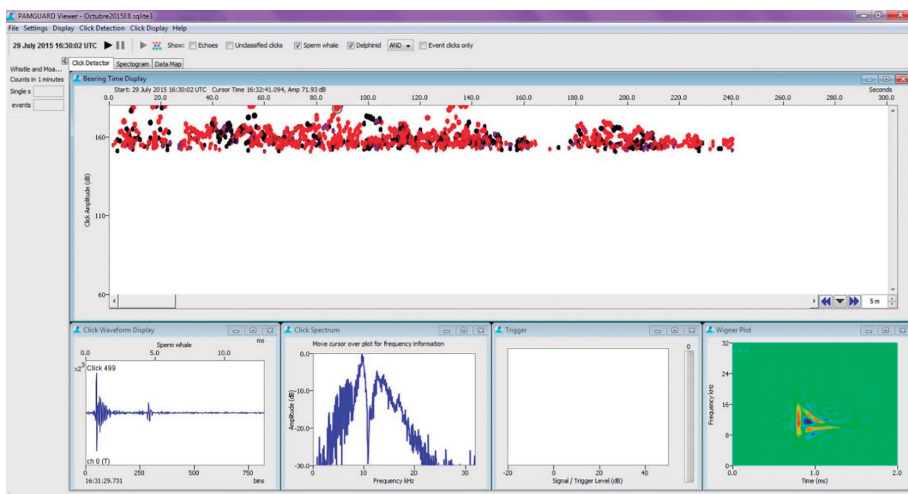 PAMGUARD Viewer - Octubre2015EB.sqlite3
File Settings Display Click Detection Click Display Help
29 July 2015 16:30:02 UTC Show: Echoes Unclassified clicks Sperm whale Delphinid AND Event clicks only
Whistle and Moa...
Counts in 1 minutes
Single s
events
Click Detector Spectogram Data Map
Bearing Time Display
Start: 29 July 2015 16:30:02 UTC Cursor Time 16:32:41.094, Amp 71.93 dB Seconds
0.0 20.0 40.0 60.0 80.0 100.0 120.0 140.0 160.0 180.0 200.0 220.0 240.0 260.0 280.0 300.0
160
110
60
Click Amplitude (dB)
5 m
Click Waveform Display
Sperm whale ms
0.0 5.0 10.0
Click 499
ch 0 (T)
0 250 500 750
16:31:29.731 bins
Click Spectrum
Move cursor over plot for frequency information
0.0
-10.0
-20.0
-30.0
Amplitude (dB)
0 10 20 30
Frequency kHz
Trigger
0
-20 0 20 40
Signal / Trigger Level (dB)
Wigner Plot
32
24
16
8
0
Frequency kHz
0.0 1.0 2.0
Time (ms)